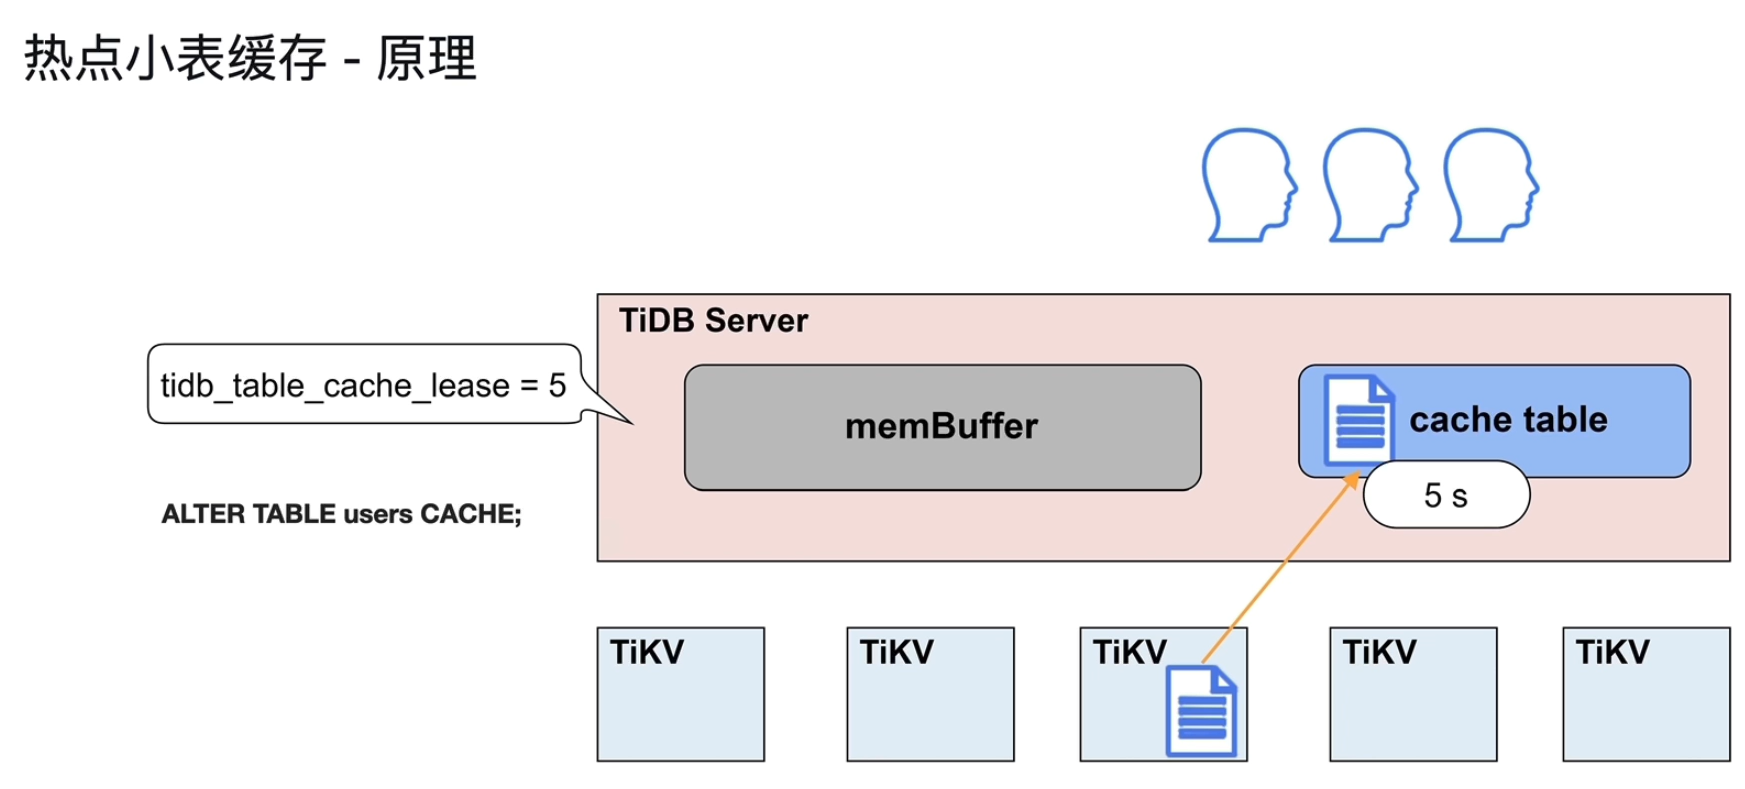 热点小表缓存 - 原理
TiDB Server
tidb_table_cache_lease = 5
memBuffer
cache table
5 s
ALTER TABLE users CACHE;
TiKV
TiKV
TiKV
TiKV
TiKV